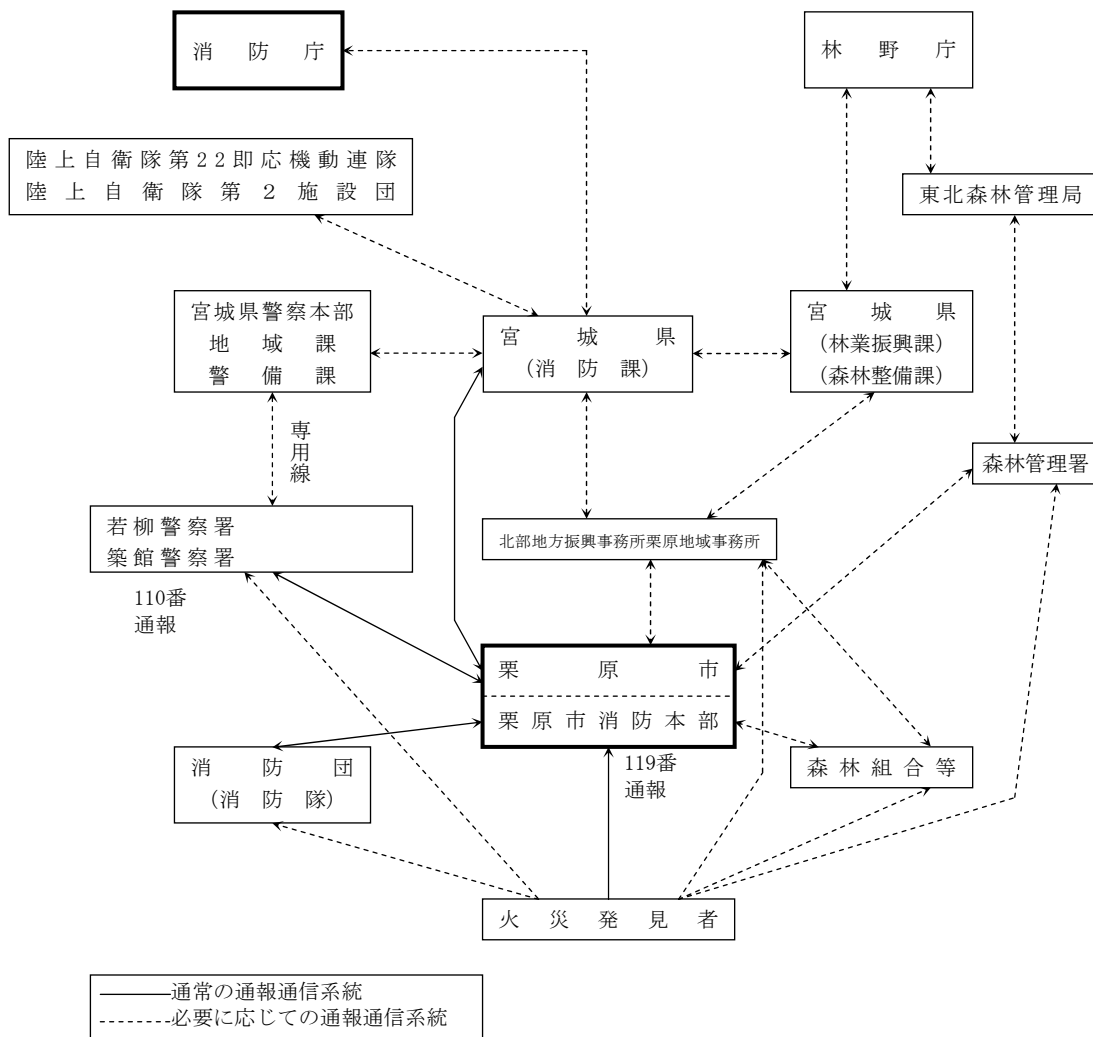 消防庁
林野庁
陸上自衛隊第22即応機動連隊
陸上自衛隊第2施設団
東北森林管理局
宮城県警察本部
地域課
警備課
宮城県
(消防課)
宮城県
(林業振興課)
(森林整備課)
専用線
森林管理署
若柳警察署
築館警察署
北部地方振興事務所栗原地域事務所
110番
通報
栗原市
栗原市消防本部
消防団
(消防隊)
119番
通報
森林組合等
火災発見者
通常の通報通信系統
必要に応じての通報通信系統